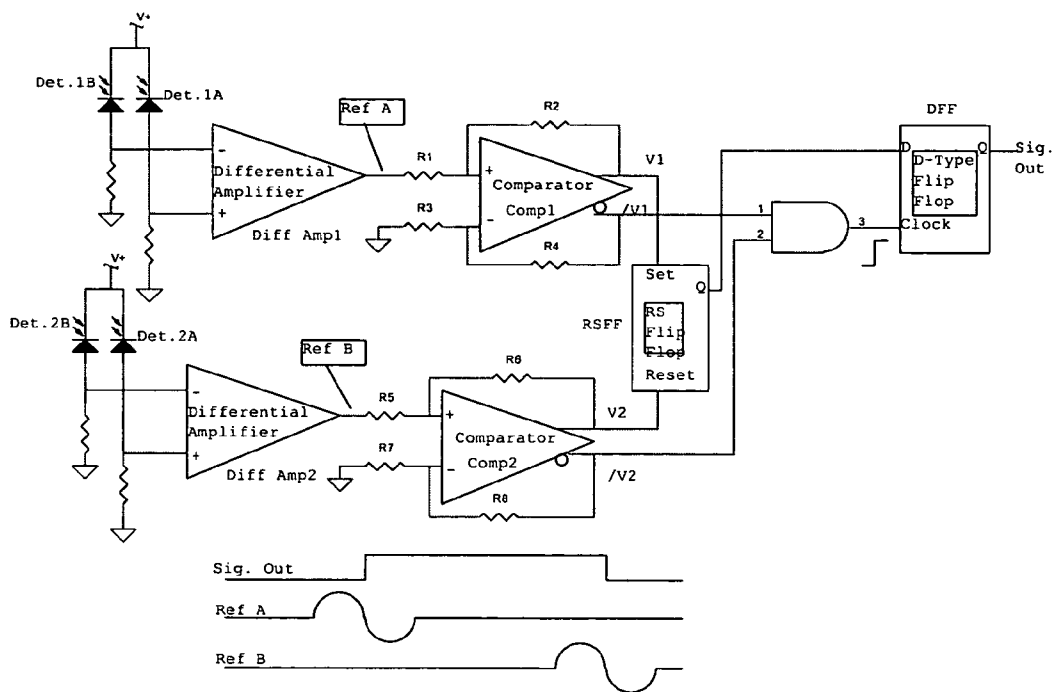 V+
Det.1B
Det.1A
Ref A
R1
R2
R3
R4
-
+
Differential
Amplifier
Diff Amp1
+
-
Comparator
Comp1
V1
/V1
1
2
3
DFF
D
Q
D-Type
Flip
Flop
Clock
Sig.
Out
V+
Det.2B
Det.2A
Set
Q
RSFF
RS
Flip
Flop
Reset
Ref B
R5
R6
R7
R8
-
+
Differential
Amplifier
Diff Amp2
+
-
Comparator
Comp2
V2
/V2
Sig. Out
Ref A
Ref B